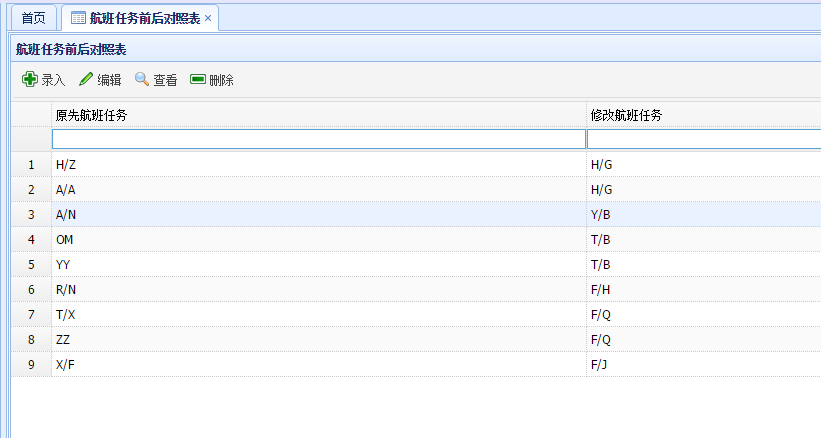 首页 航班任务前后对照表 ×
航班任务前后对照表
录入 编辑 查看 删除
原先航班任务 修改航班任务
1 H/Z H/G
2 A/A H/G
3 A/N Y/B
4 OM T/B
5 YY T/B
6 R/N F/H
7 T/X F/Q
8 ZZ F/Q
9 X/F F/J